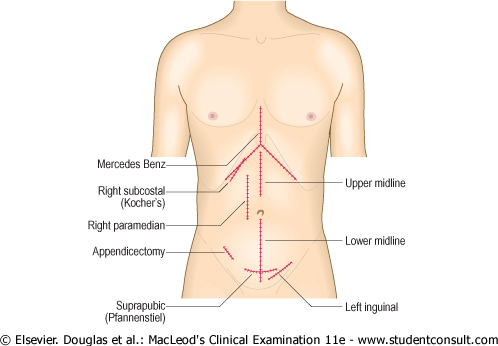 Mercedes Benz
Right subcostal
(Kocher's)
Right paramedian
Appendicectomy
Suprapubic
(Pfannenstiel)
Upper midline
Lower midline
Left inguinal
© Elsevier. Douglas et al.: MacLeod's Clinical Examination 11e - www.studentconsult.com